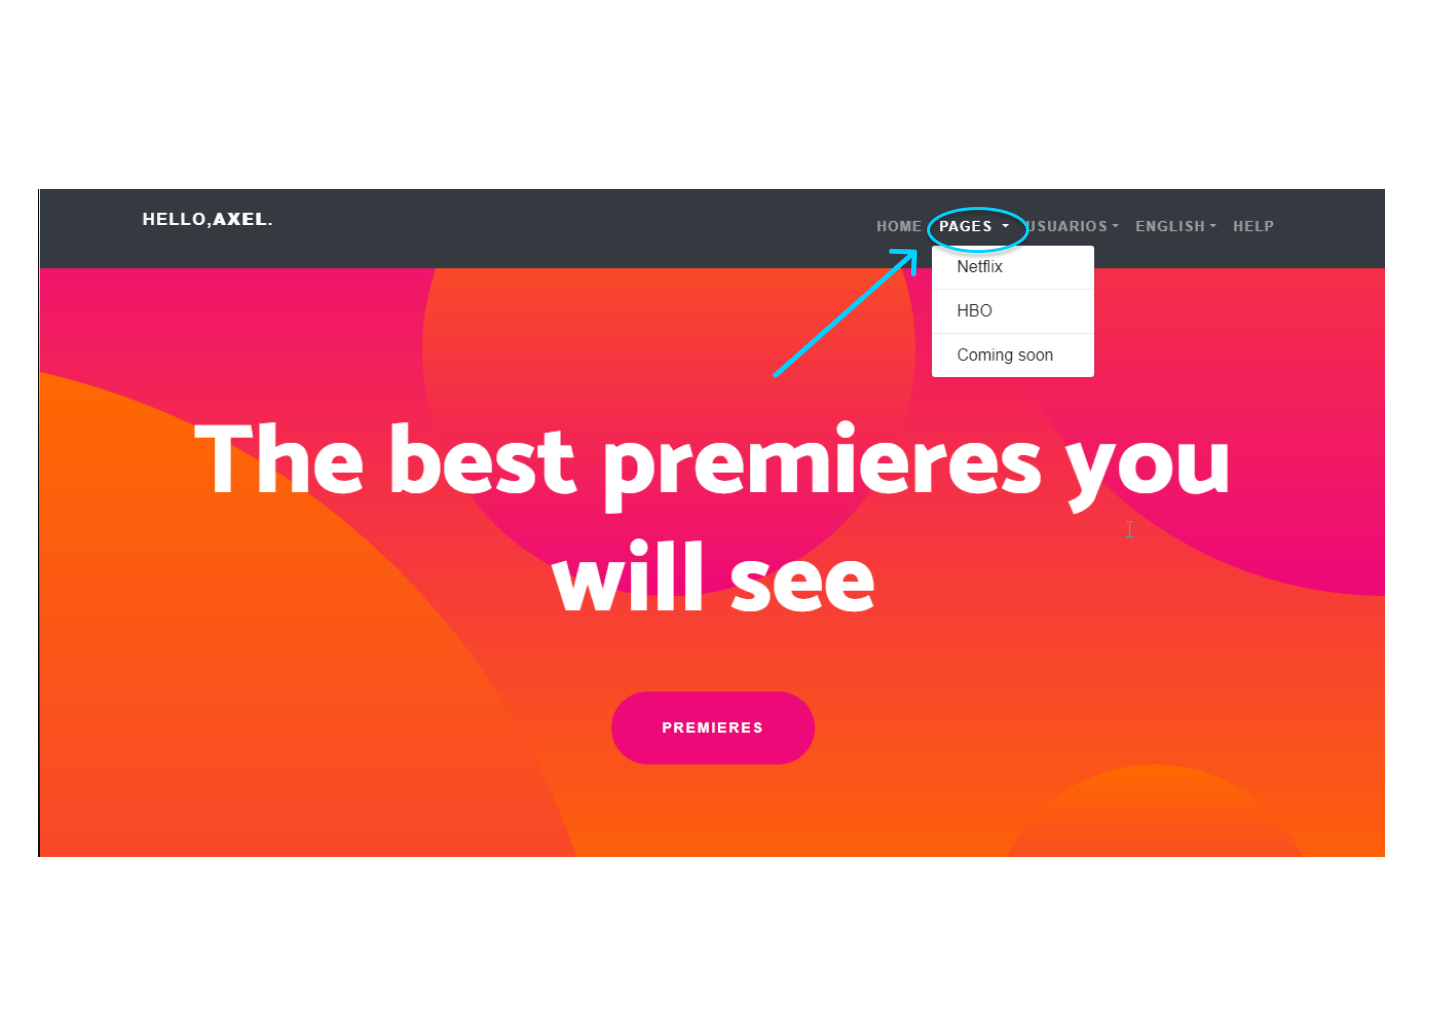 HELLO,AXEL.
HOME PAGES USUARIOS ENGLISH HELP
Netflix
HBO
Coming soon
The best premieres you
will see
PREMIERES